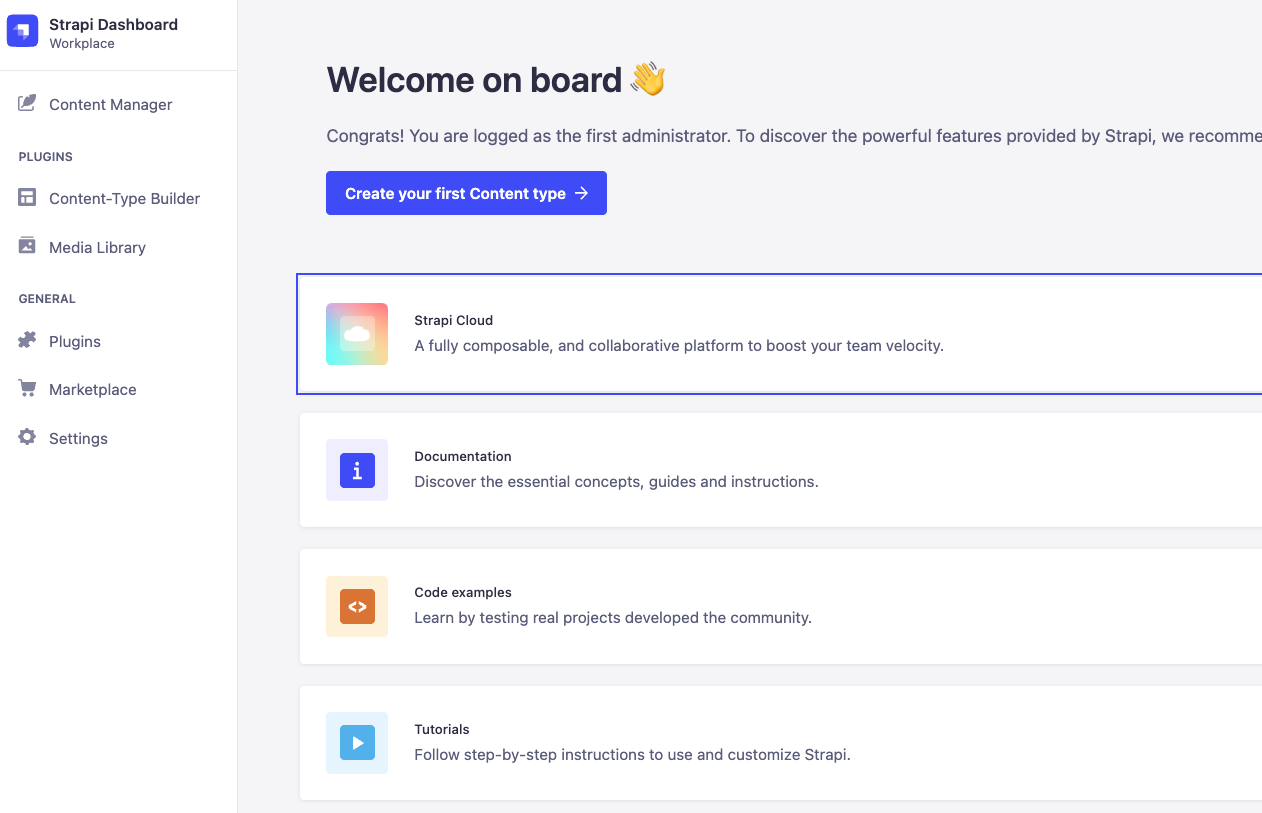 Strapi Dashboard
Workplace
Content Manager
PLUGINS
Content-Type Builder
Media Library
GENERAL
Plugins
Marketplace
Settings
Welcome on board 👋
Congrats! You are logged as the first administrator. To discover the powerful features provided by Strapi, we
Create your first Content type →
Strapi Cloud
A fully composable, and collaborative platform to boost your team velocity.
Documentation
Discover the essential concepts, guides and instructions.
Code examples
Learn by testing real projects developed the community.
Tutorials
Follow step-by-step instructions to use and customize Strapi.